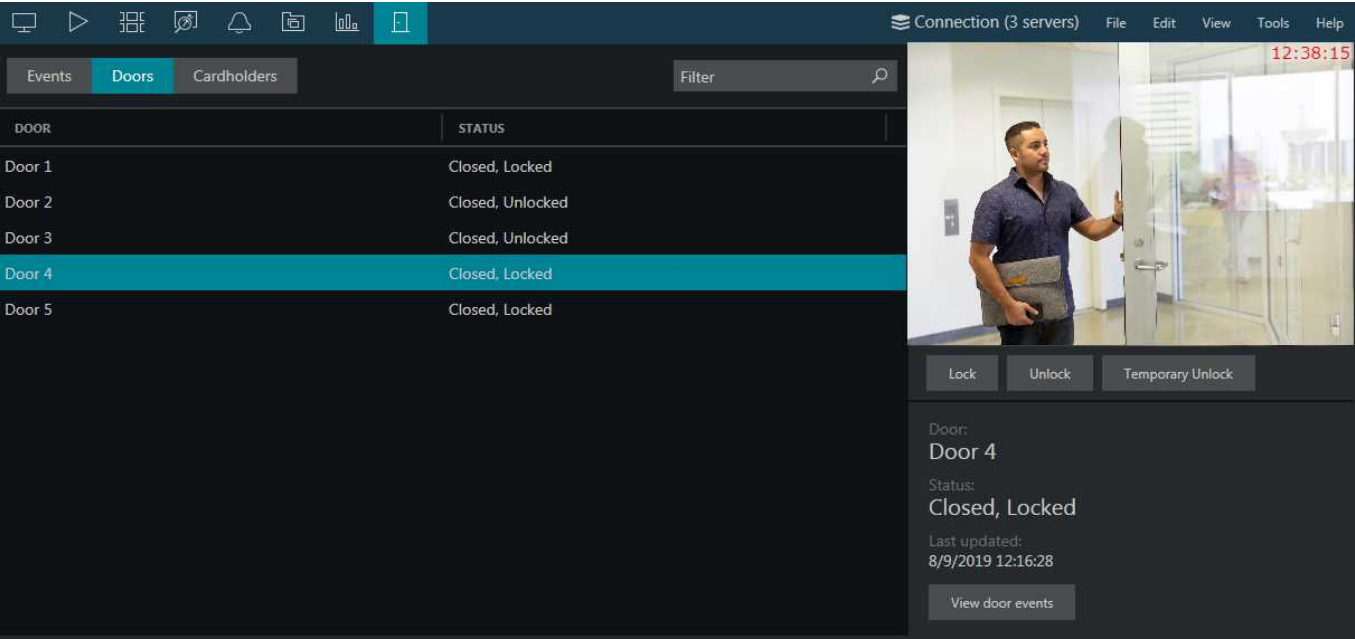 Connection (3 servers) File Edit View Tools Help
Events Doors Cardholders Filter
12:38:15
DOOR STATUS
Door 1 Closed, Locked
Door 2 Closed, Unlocked
Door 3 Closed, Unlocked
Door 4 Closed, Locked
Door 5 Closed, Locked
Lock Unlock Temporary Unlock
Door:
Door 4
Status:
Closed, Locked
Last updated:
8/9/2019 12:16:28
View door events